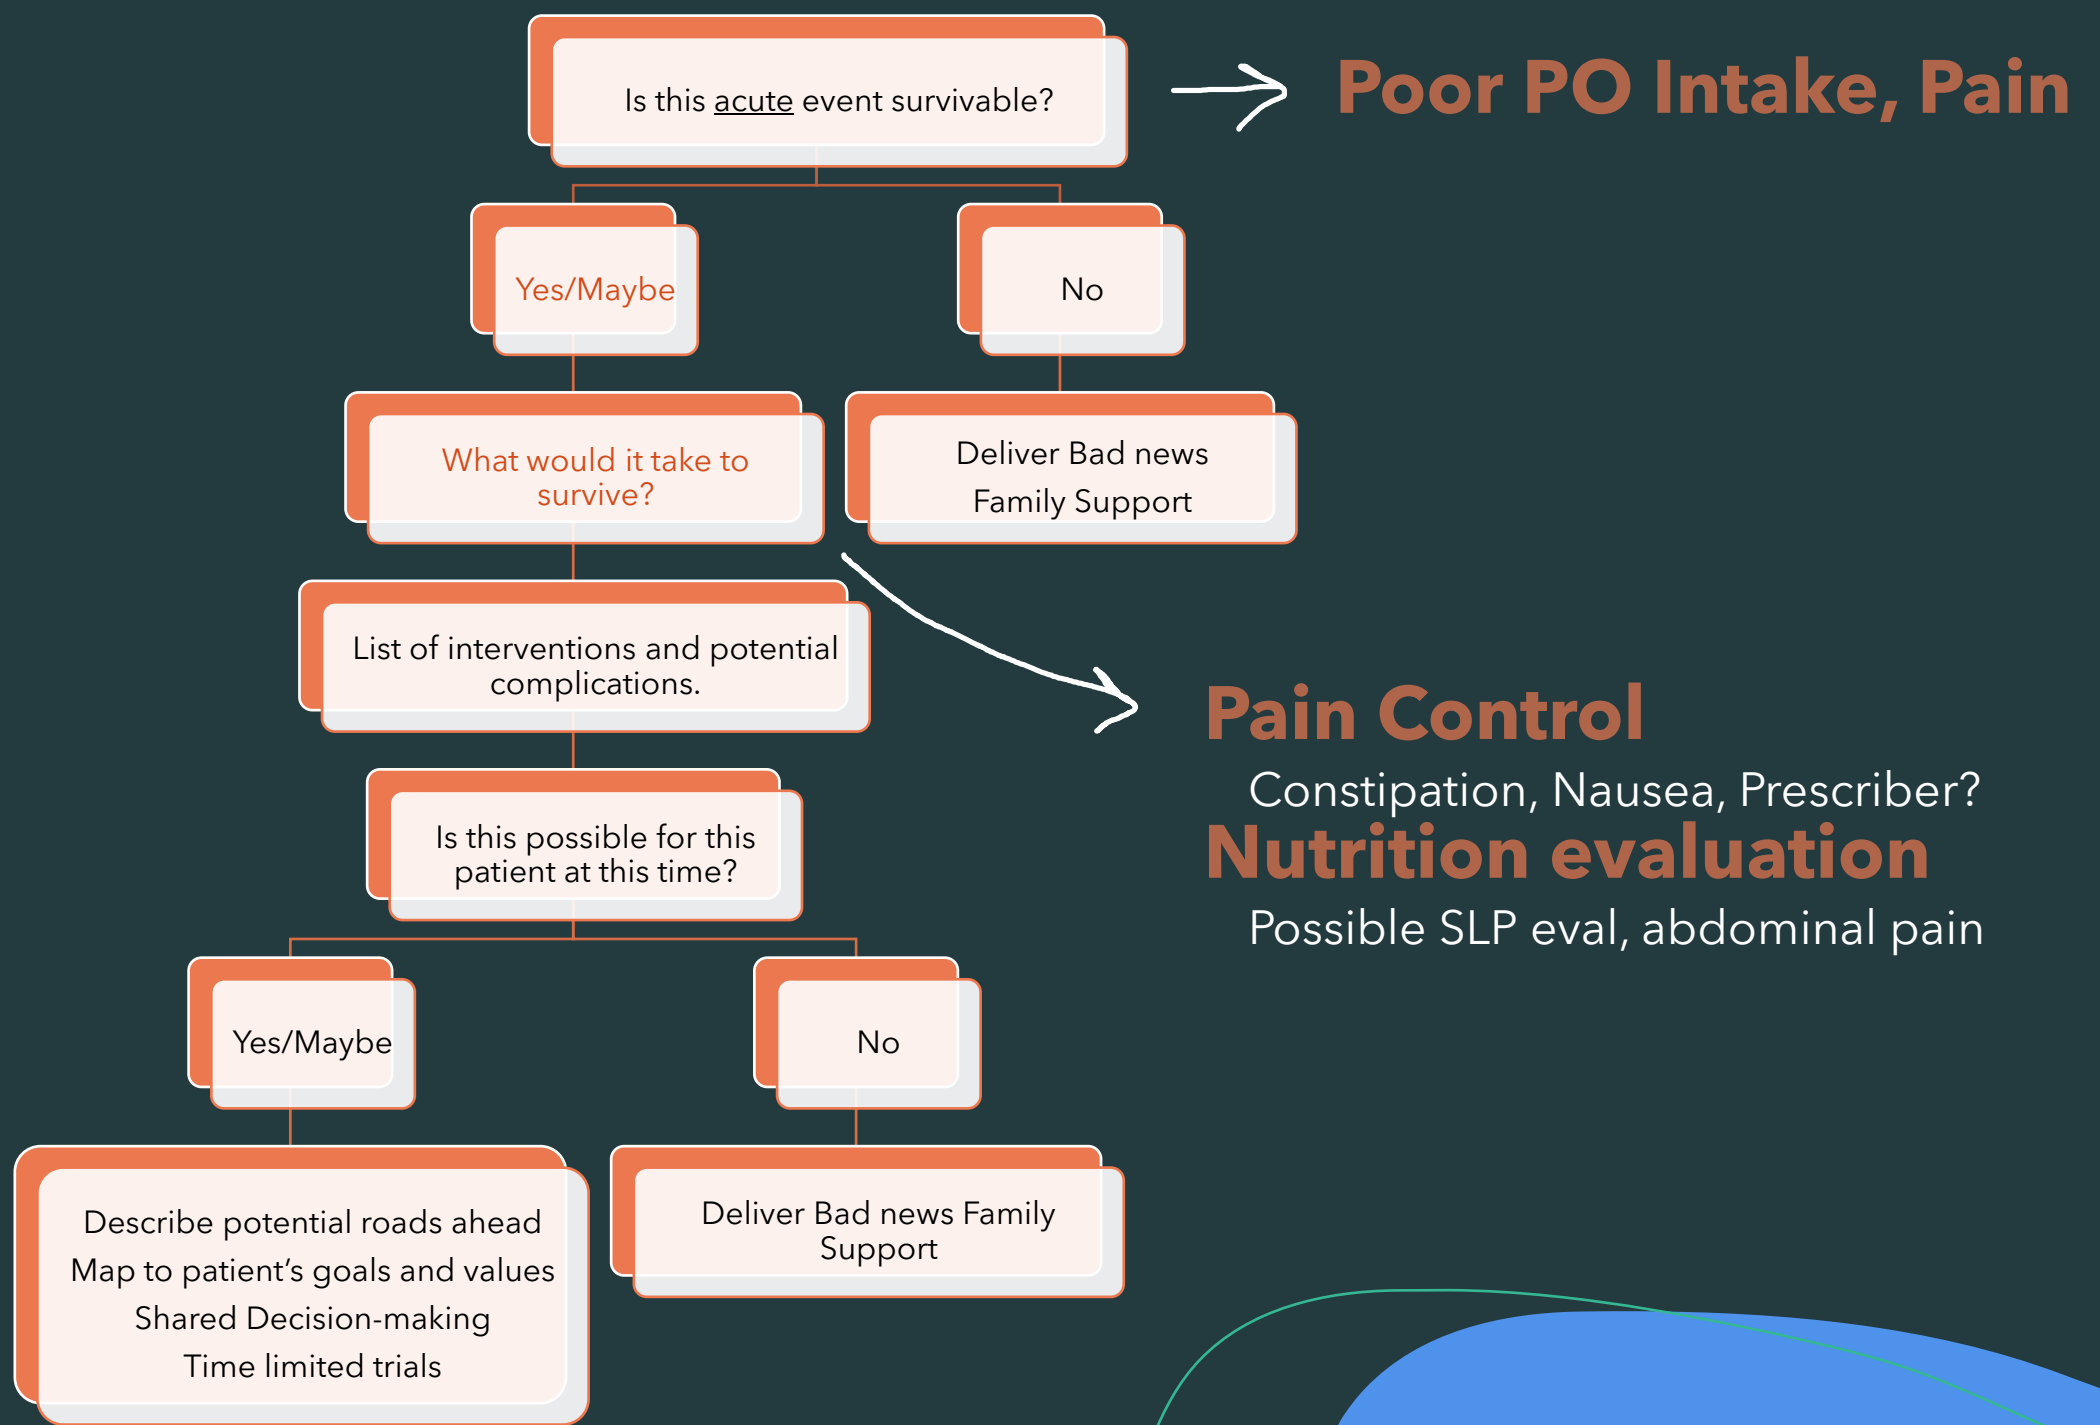 Is this acute event survivable?
Poor PO Intake, Pain
Yes/Maybe
No
What would it take to
survive?
Deliver Bad news
Family Support
List of interventions and potential
complications.
Pain Control
Constipation, Nausea, Prescriber?
Nutrition evaluation
Possible SLP eval, abdominal pain
Is this possible for this
patient at this time?
Yes/Maybe
No
Describe potential roads ahead
Map to patient’s goals and values
Shared Decision-making
Time limited trials
Deliver Bad news Family
Support